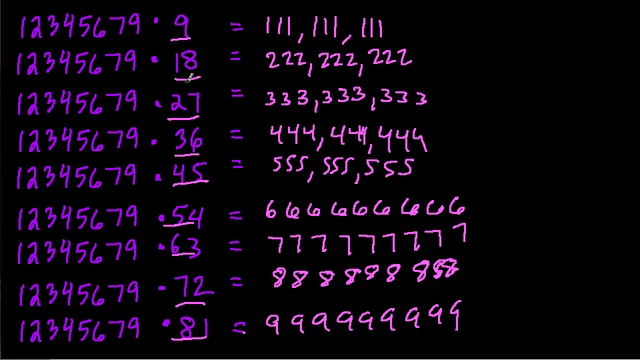 12345679 · 9 = 111, 111, 111
12345679 · 18 = 222, 222, 222
12345679 · 27 = 333, 333, 333
12345679 · 36 = 444, 444, 444
12345679 · 45 = 555, 555, 555
12345679 · 54 = 666666666
12345679 · 63 = 777777777
12345679 · 72 = 888888888
12345679 · 81 = 999999999